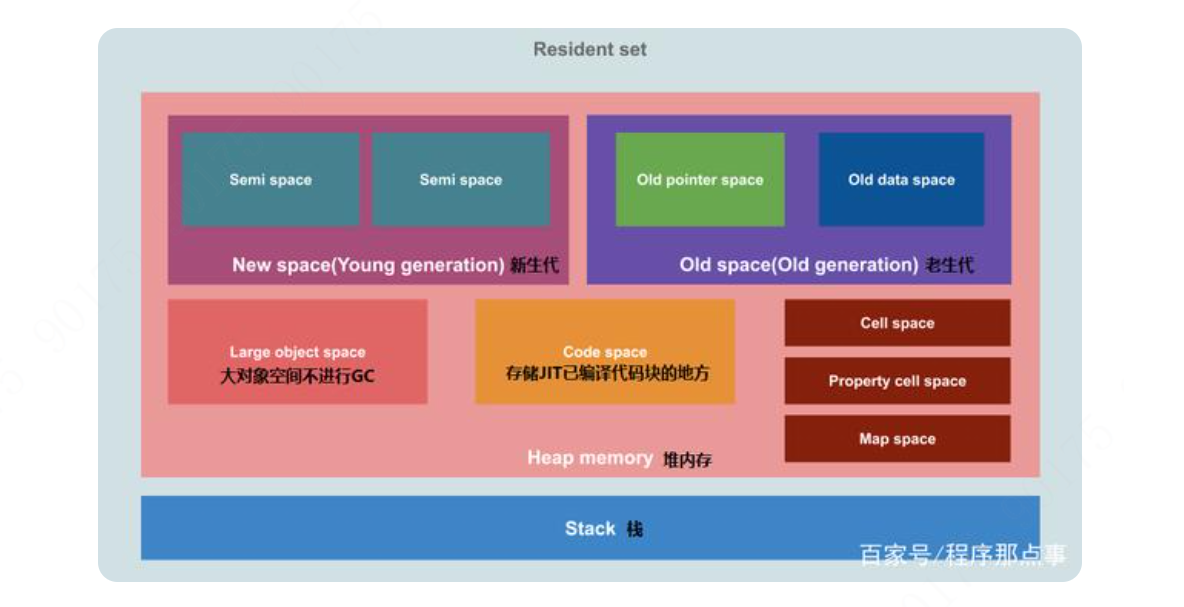 Resident set
Semi space
Semi space
Old pointer space
Old data space
New space(Young generation) 新生代
Old space(Old generation) 老生代
Large object space
大对象空间不进行GC
Code space
存储JIT已编译代码块的地方
Cell space
Property cell space
Map space
Heap memory 堆内存
Stack 栈
百家号/程序那点事